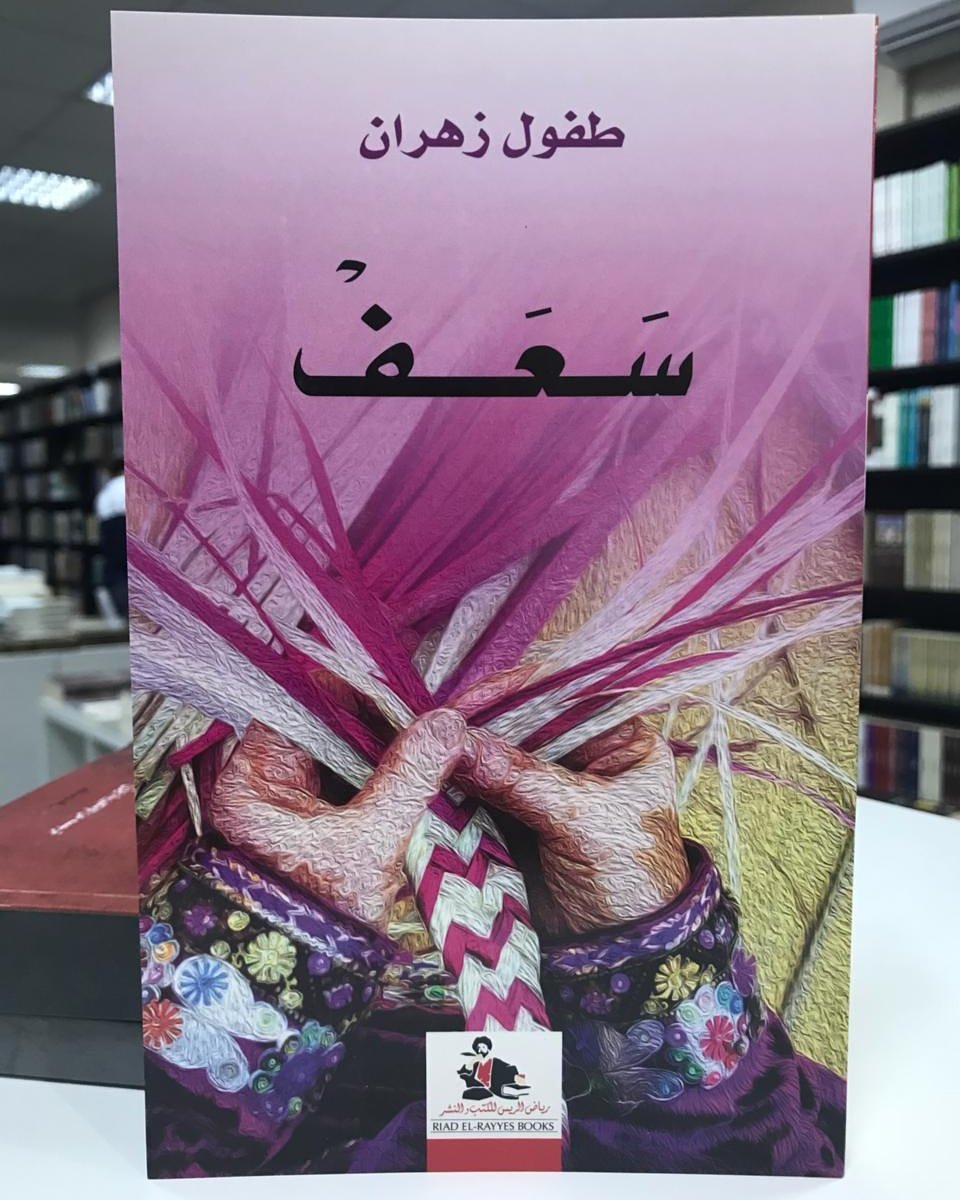 طفول زهران
سَعَفْ
رياض الريس للكتب والنشر
RIAD EL-RAYYES BOOKS